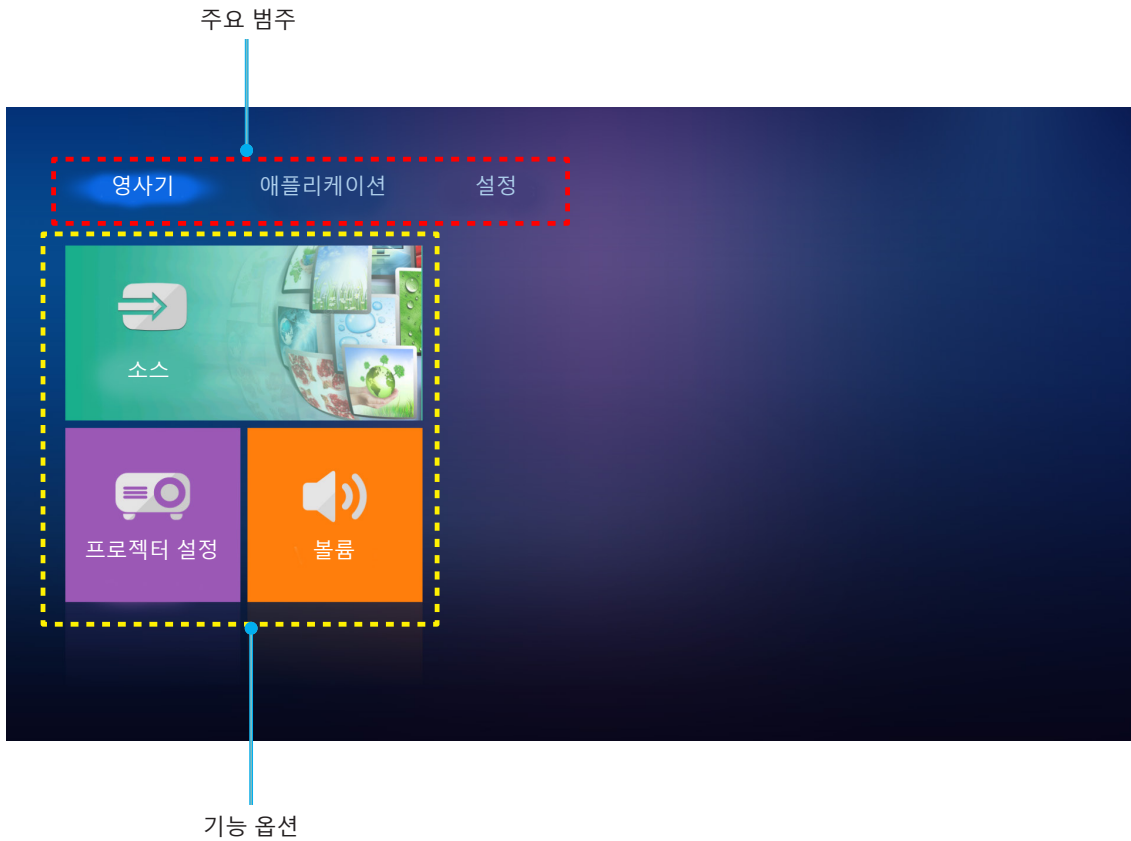 주요 범주
영사기 애플리케이션 설정
소스
프로젝터 설정 볼륨
기능 옵션